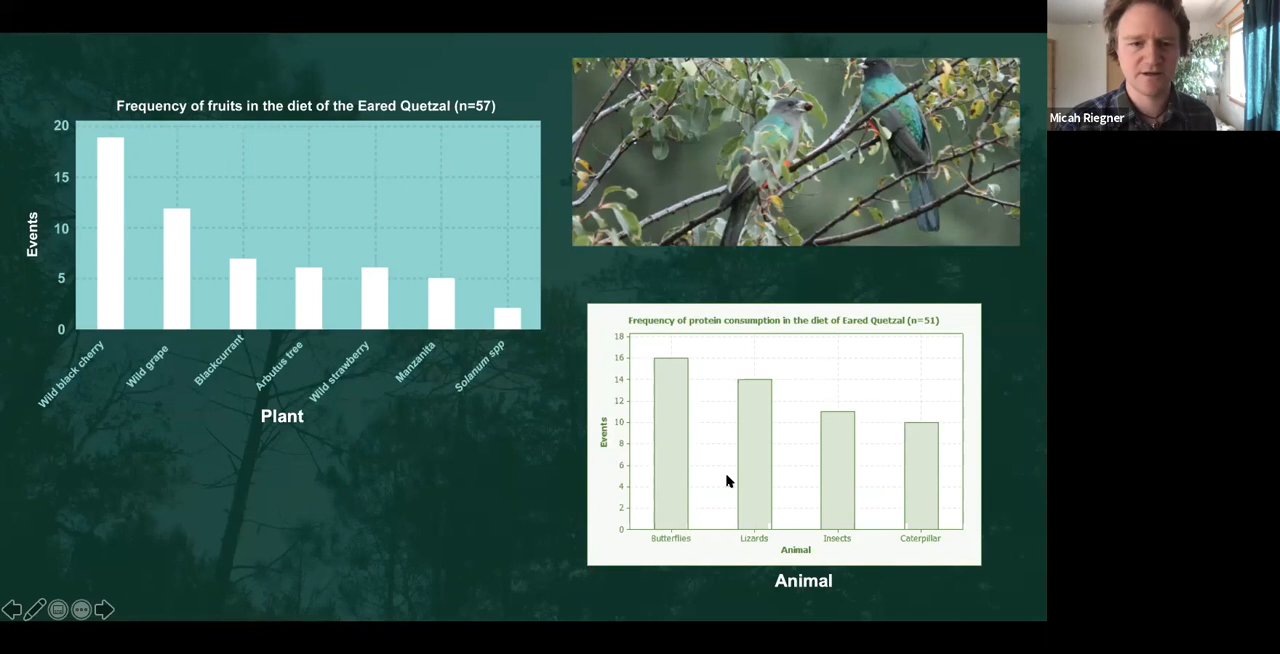 Frequency of fruits in the diet of the Eared Quetzal (n=57)
20
15
10
5
0
Events
Wild black cherry
Wild grape
Blackcurrant
Arbutus tree
Wild strawberry
Manzanita
Solanum spp
Plant
Micah Riegner
Frequency of protein consumption in the diet of Eared Quetzal (n=51)
18
16
14
12
10
8
6
4
2
0
Events
Butterflies
Lizards
Insects
Caterpillar
Animal
Animal